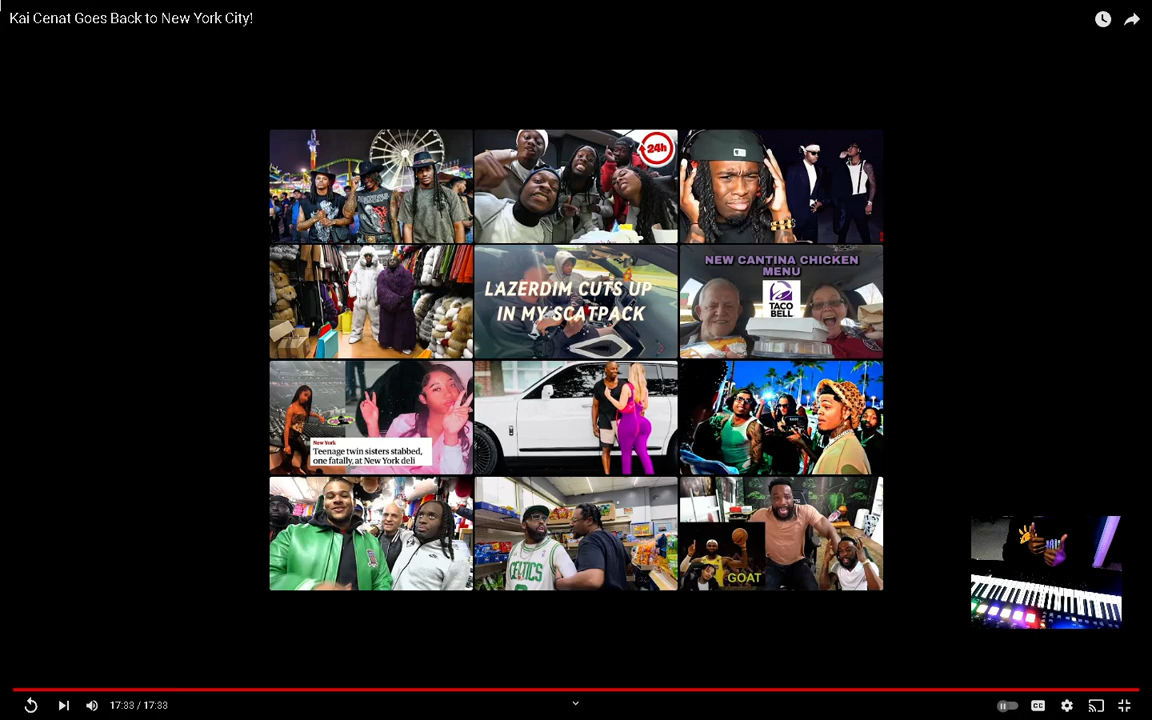 Kai Cenat Goes Back to New York City!
24h
LAZERDIM CUTS UP
IN MY SCATPACK
NEW CANTINA CHICKEN
MENU
TACO
BELL
New York
Teenage twin sisters stabbed,
one fatally, at New York deli
CELTICS
GOAT
17:33 / 17:33
CC